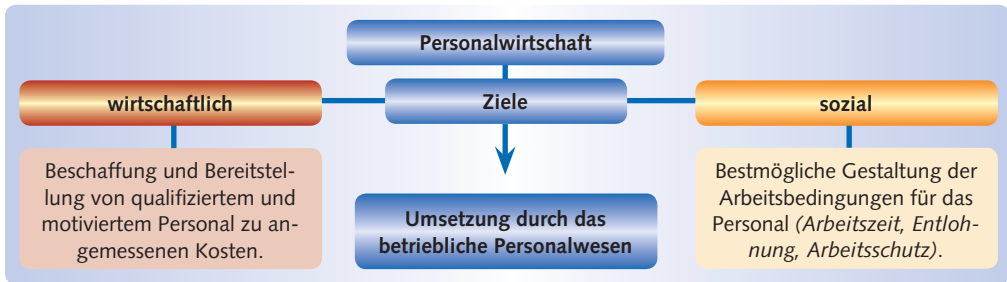 Personalwirtschaft
wirtschaftlich
Ziele
sozial
Beschaffung und Bereitstel-
lung von qualifiziertem und
motiviertem Personal zu an-
gemessenen Kosten.
Umsetzung durch das
betriebliche Personalwesen
Bestmögliche Gestaltung der
Arbeitsbedingungen für das
Personal (Arbeitszeit, Entloh-
nung, Arbeitsschutz).